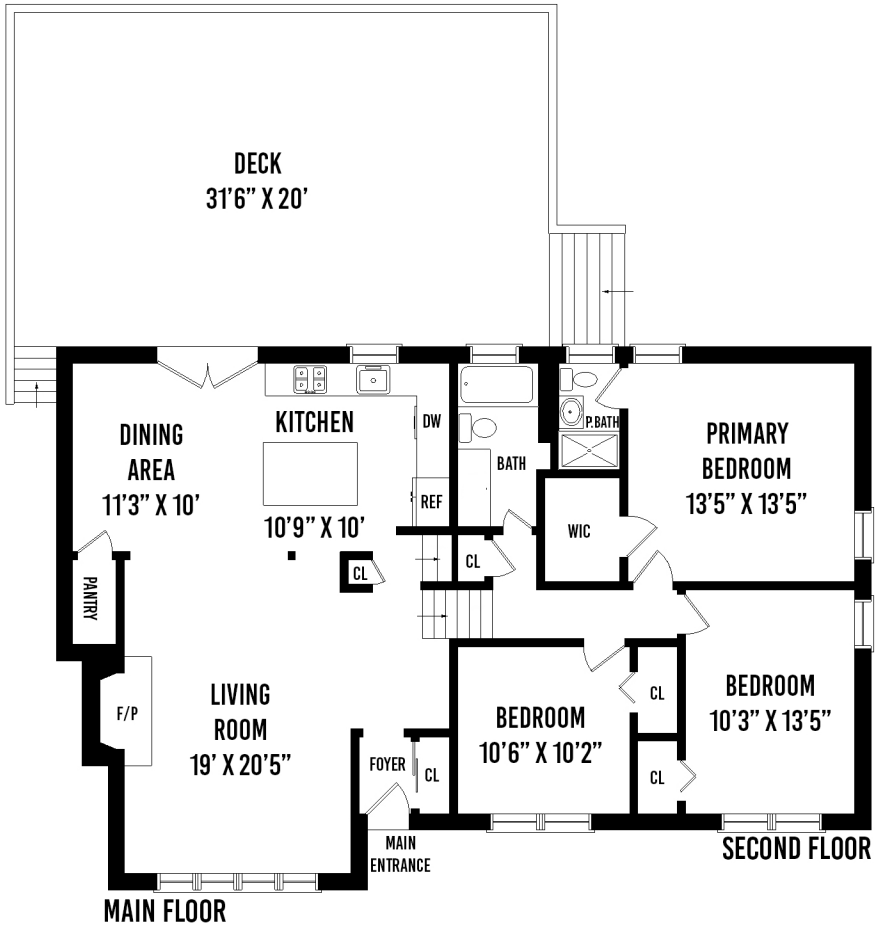 DECK
31'6" X 20'
DINING
AREA
11'3" X 10'
KITCHEN
10'9" X 10'
DW
REF
BATH
P.BATH
PRIMARY
BEDROOM
13'5" X 13'5"
WIC
CL
CL
PANTRY
F/P
LIVING
ROOM
19' X 20'5"
FOYER
CL
BEDROOM
10'6" X 10'2"
CL
CL
BEDROOM
10'3" X 13'5"
MAIN
ENTRANCE
SECOND FLOOR
MAIN FLOOR